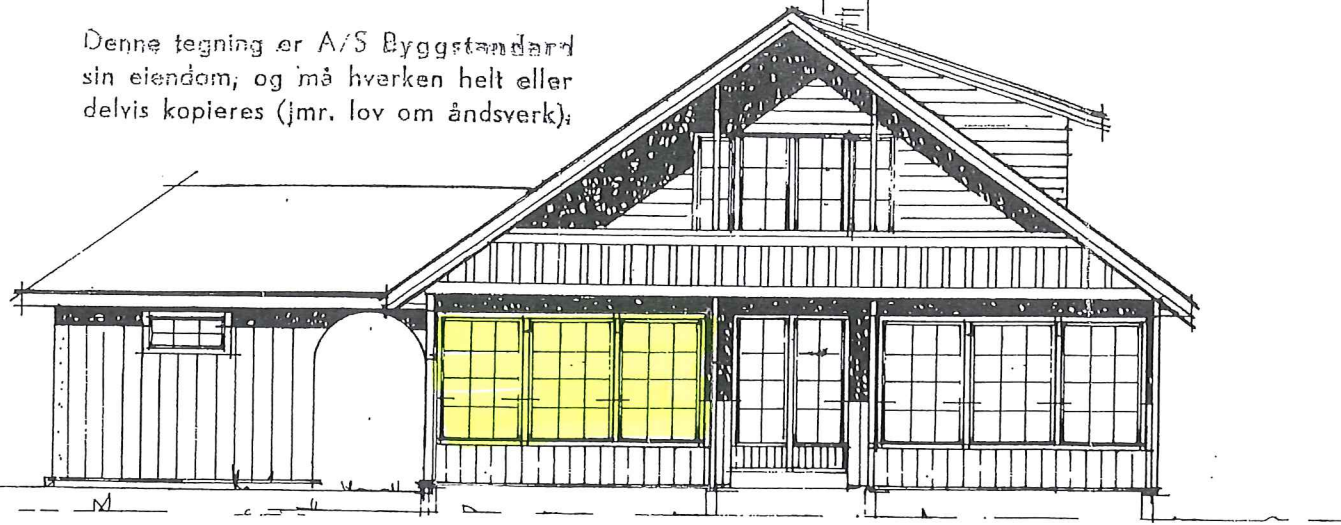 Denne tegning er A/S Byggstandard
sin eiendom, og må hverken helt eller
delvis kopieres (jmr. lov om åndsverk),